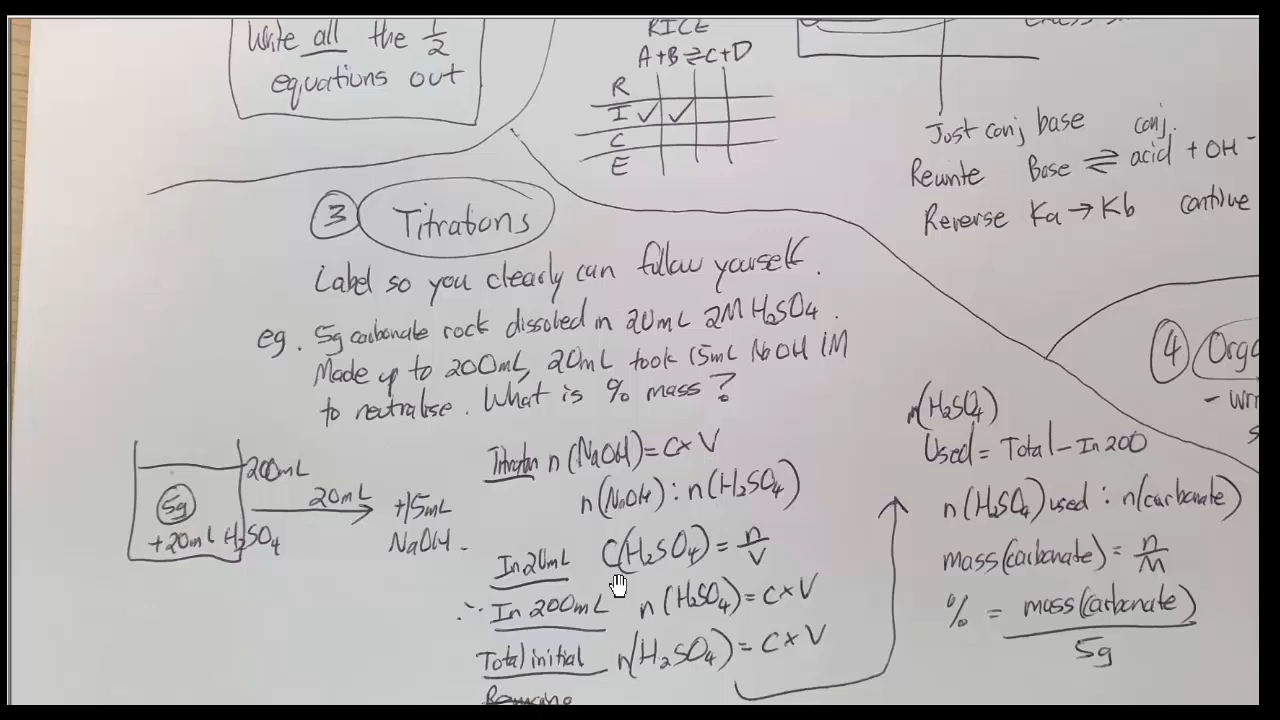 Write all the 1/2
equations out
RICE
A + B ⇌ C + D
R
I ✓ ✓
C
E
Just conj base
Rewrite Base ⇌ conj. acid + OH⁻
Reverse Ka → Kb continue
③ Titrations
Label so you clearly can follow yourself.
eg. 5g carbonate rock dissolved in 20mL 2M H₂SO₄.
Made up to 200mL, 20mL took 15mL NaOH 1M
to neutralise. What is % mass?
200mL
5g
+20mL H₂SO₄
20mL
+15mL
NaOH.
Titration n(NaOH) = C×V
n(NaOH) : n(H₂SO₄)
In 20mL C(H₂SO₄) = n/V
∴ In 200mL n(H₂SO₄) = C×V
Total initial n(H₂SO₄) = C×V
n(H₂SO₄)
Used = Total - In 200
n(H₂SO₄) used : n(carbonate)
mass(carbonate) = n/M
% = mass(carbonate)/5g
④ Orga
- Wri